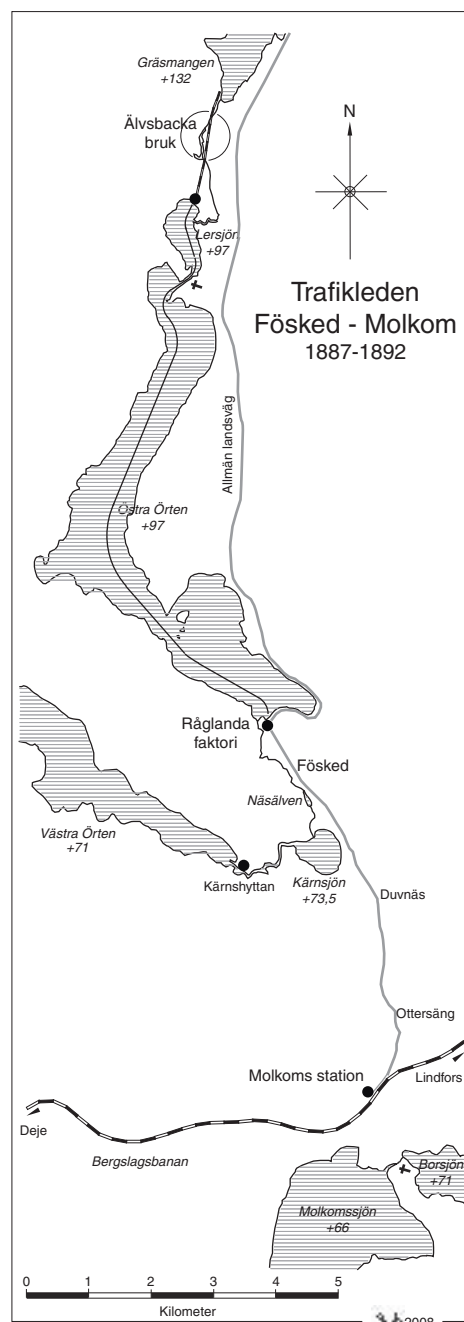 Gräsmangen
+132
Älvsbacka
bruk
N
Lersjön
+97
Trafikleden
Fösked - Molkom
1887-1892
Allmän landsväg
Östra Örten
+97
Råglanda
faktori
Fösked
Näsälven
Västra Örten
+71
Kärnshyttan
Kärnsjön
+73,5
Duvnäs
Ottersäng
Molkoms station
Lindfors
Deje
Bergslagsbanan
Borsjön
+71
Molkomssjön
+66
0 1 2 3 4 5
Kilometer
2008